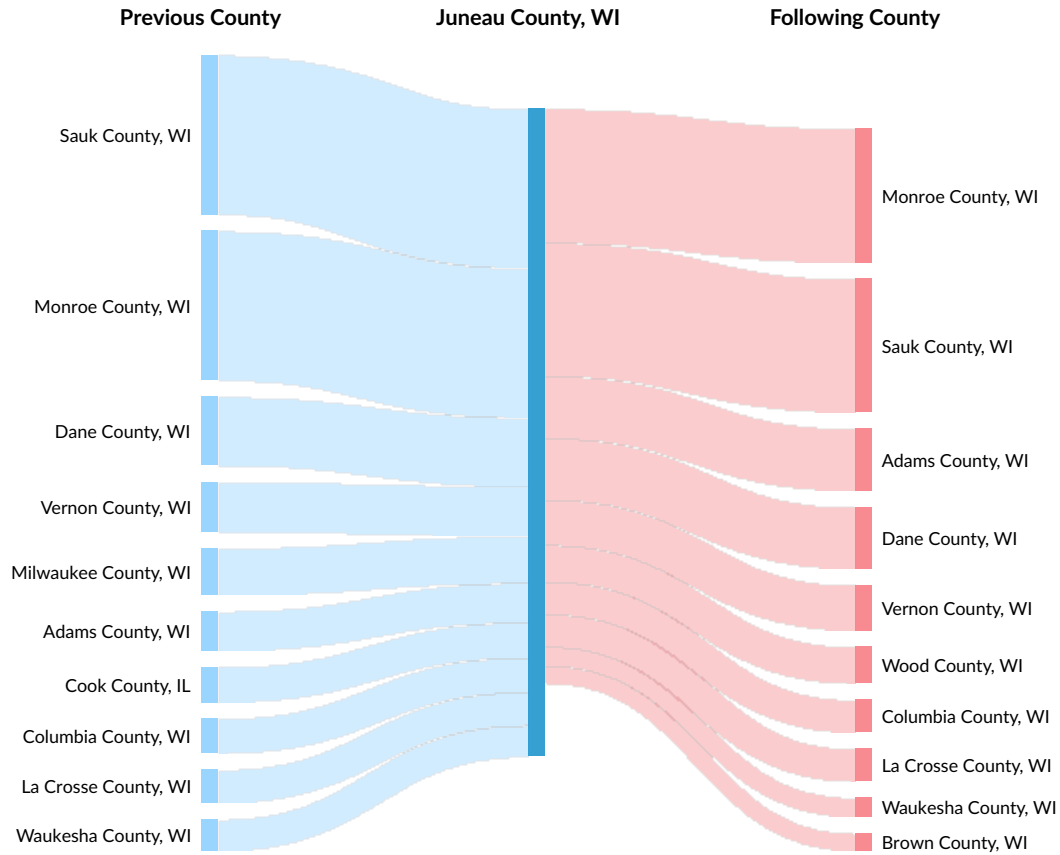 Previous County
Juneau County, WI
Following County
Sauk County, WI
Monroe County, WI
Dane County, WI
Vernon County, WI
Milwaukee County, WI
Adams County, WI
Cook County, IL
Columbia County, WI
La Crosse County, WI
Waukesha County, WI
Monroe County, WI
Sauk County, WI
Adams County, WI
Dane County, WI
Vernon County, WI
Wood County, WI
Columbia County, WI
La Crosse County, WI
Waukesha County, WI
Brown County, WI